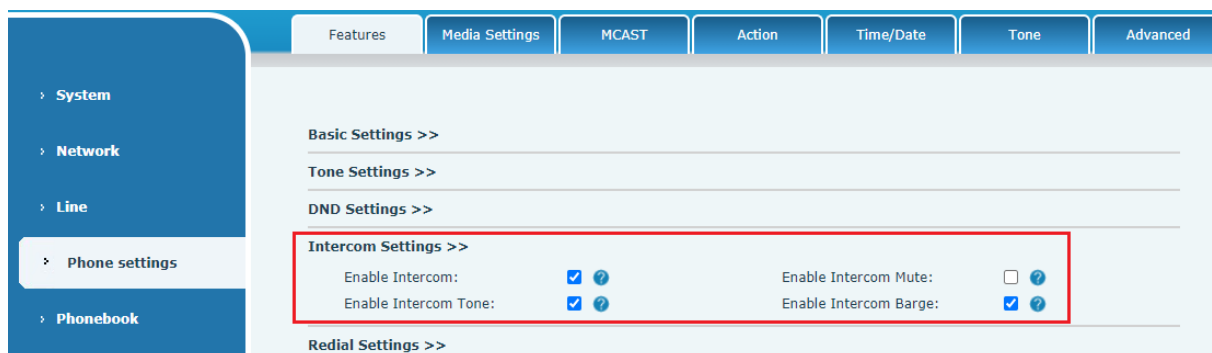 Features Media Settings MCAST Action Time/Date Tone Advanced
› System
› Network
› Line
› Phone settings
› Phonebook
Basic Settings >>
Tone Settings >>
DND Settings >>
Intercom Settings >>
Enable Intercom: ? Enable Intercom Mute: ?
Enable Intercom Tone: ? Enable Intercom Barge: ?
Redial Settings >>